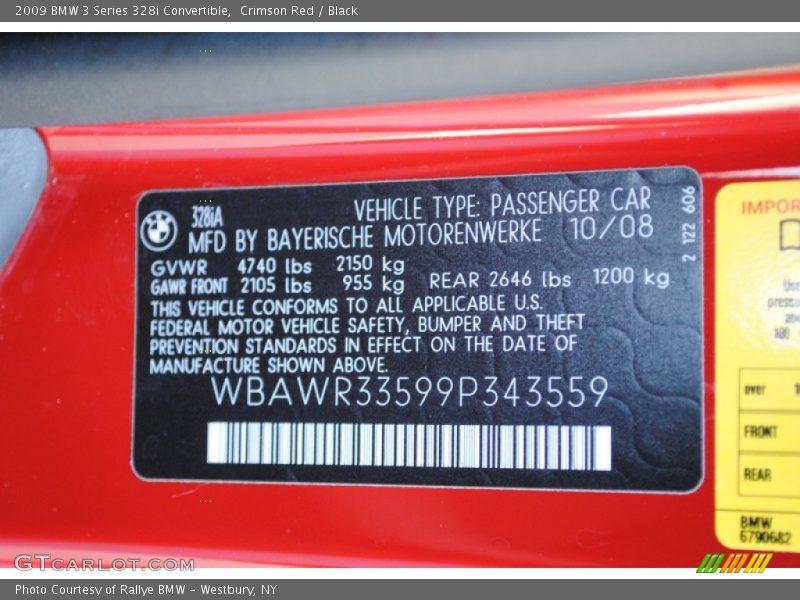 2009 BMW 3 Series 328i Convertible,  Crimson Red / Black
328iA
VEHICLE TYPE: PASSENGER CAR
MFD BY BAYERISCHE MOTORENWERKE 10/08
GVWR 4740 lbs 2150 kg
GAWR FRONT 2105 lbs 955 kg REAR 2646 lbs 1200 kg
THIS VEHICLE CONFORMS TO ALL APPLICABLE U.S.
FEDERAL MOTOR VEHICLE SAFETY, BUMPER AND THEFT
PREVENTION STANDARDS IN EFFECT ON THE DATE OF
MANUFACTURE SHOWN ABOVE.
WBAWR33599P343559
2 122 606
IMPOR
over
FRONT
REAR
BMW
6790682
GTCARLOT.COM
Photo Courtesy of Rallye BMW - Westbury, NY